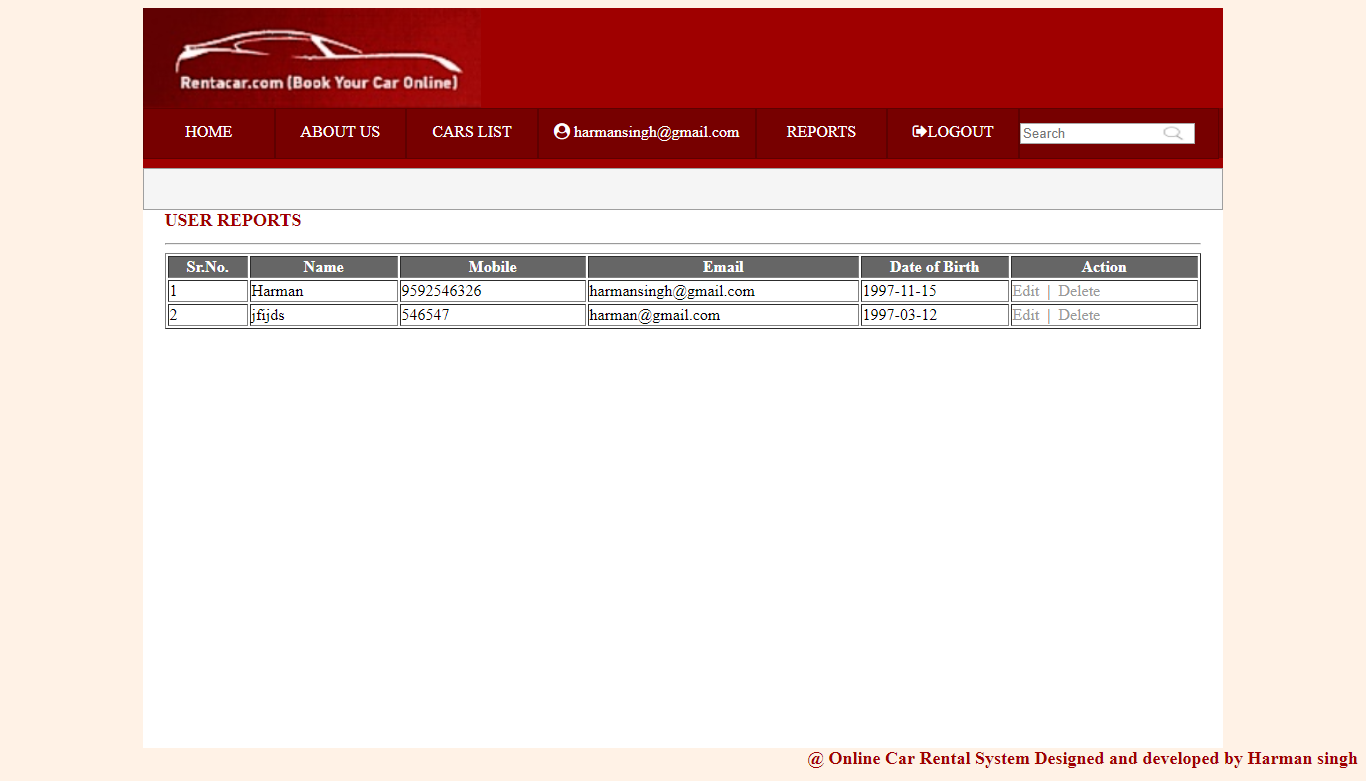 Rentacar.com (Book Your Car Online)
HOME ABOUT US CARS LIST harmansingh@gmail.com REPORTS LOGOUT Search
USER REPORTS
Sr.No. Name Mobile Email Date of Birth Action
1 Harman 9592546326 harmansingh@gmail.com 1997-11-15 Edit | Delete
2 jfijds 546547 harman@gmail.com 1997-03-12 Edit | Delete
@ Online Car Rental System Designed and developed by Harman singh